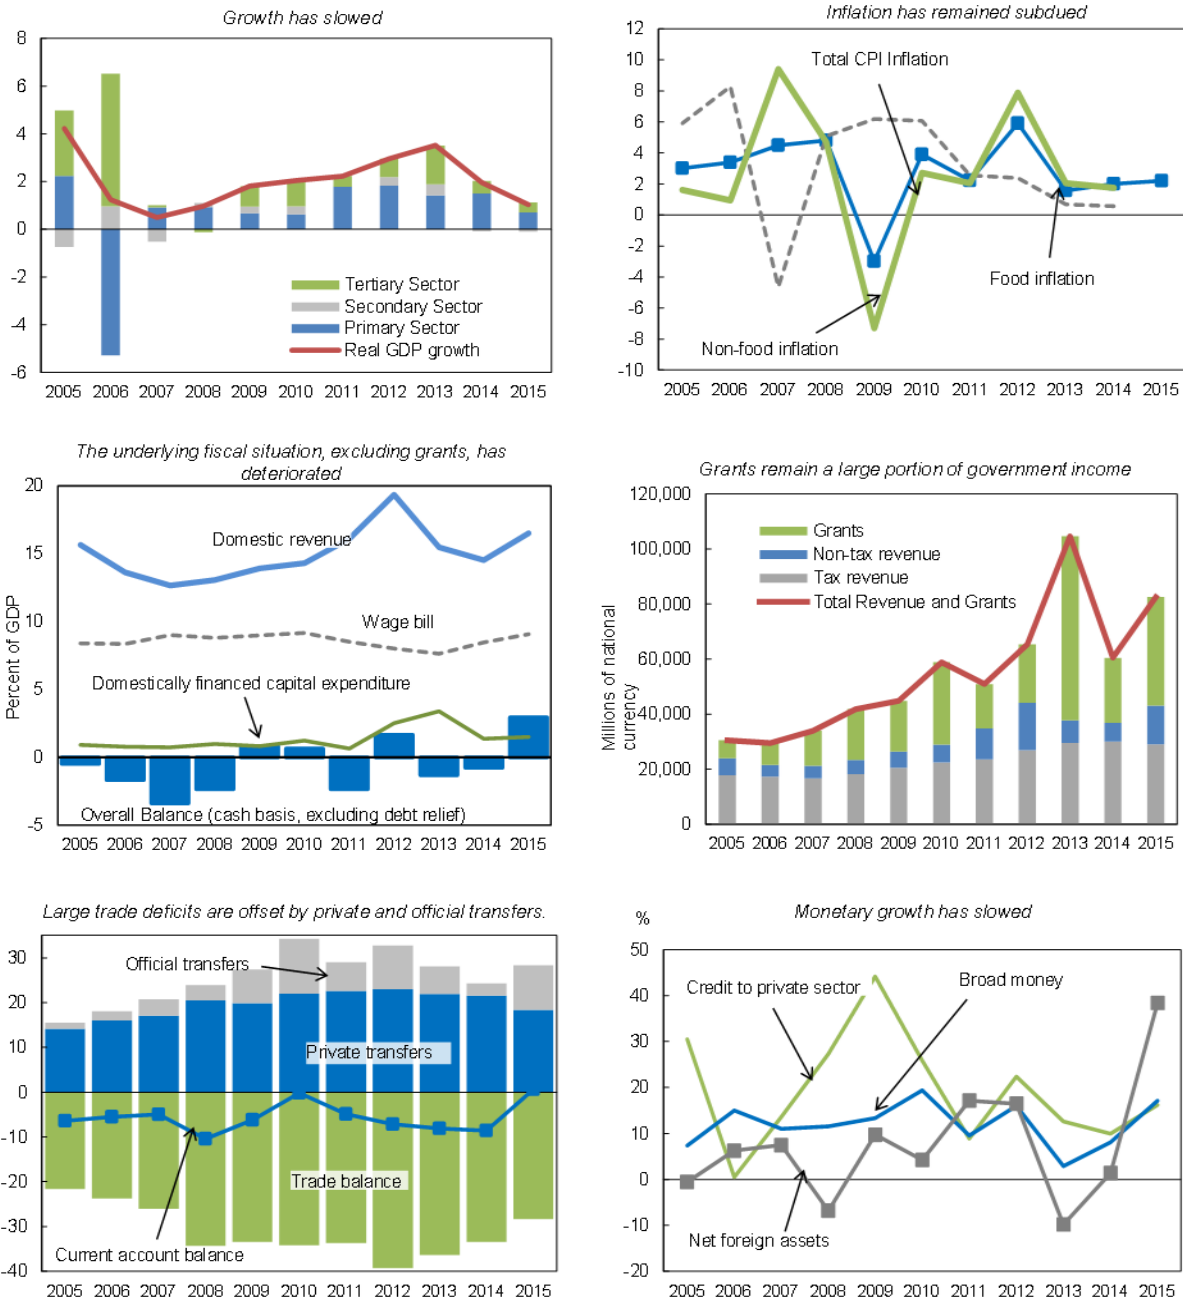 Growth has slowed
8
6
4
2
0
-2
-4
-6
Tertiary Sector
Secondary Sector
Primary Sector
Real GDP growth
2005 2006 2007 2008 2009 2010 2011 2012 2013 2014 2015
Inflation has remained subdued
12
10
8
6
4
2
0
-2
-4
-6
-8
-10
Total CPI Inflation
Food inflation
Non-food inflation
2005 2006 2007 2008 2009 2010 2011 2012 2013 2014 2015
The underlying fiscal situation, excluding grants, has
deteriorated
Percent of GDP
20
15
10
5
0
-5
Domestic revenue
Wage bill
Domestically financed capital expenditure
Overall Balance (cash basis, excluding debt relief)
2005 2006 2007 2008 2009 2010 2011 2012 2013 2014 2015
Grants remain a large portion of government income
Millions of national
currency
120,000
100,000
80,000
60,000
40,000
20,000
0
Grants
Non-tax revenue
Tax revenue
Total Revenue and Grants
2005 2006 2007 2008 2009 2010 2011 2012 2013 2014 2015
Large trade deficits are offset by private and official transfers.
30
20
10
0
-10
-20
-30
-40
Official transfers
Private transfers
Trade balance
Current account balance
2005 2006 2007 2008 2009 2010 2011 2012 2013 2014 2015
%
Monetary growth has slowed
50
40
30
20
10
0
-10
-20
Credit to private sector
Broad money
Net foreign assets
2005 2006 2007 2008 2009 2010 2011 2012 2013 2014 2015